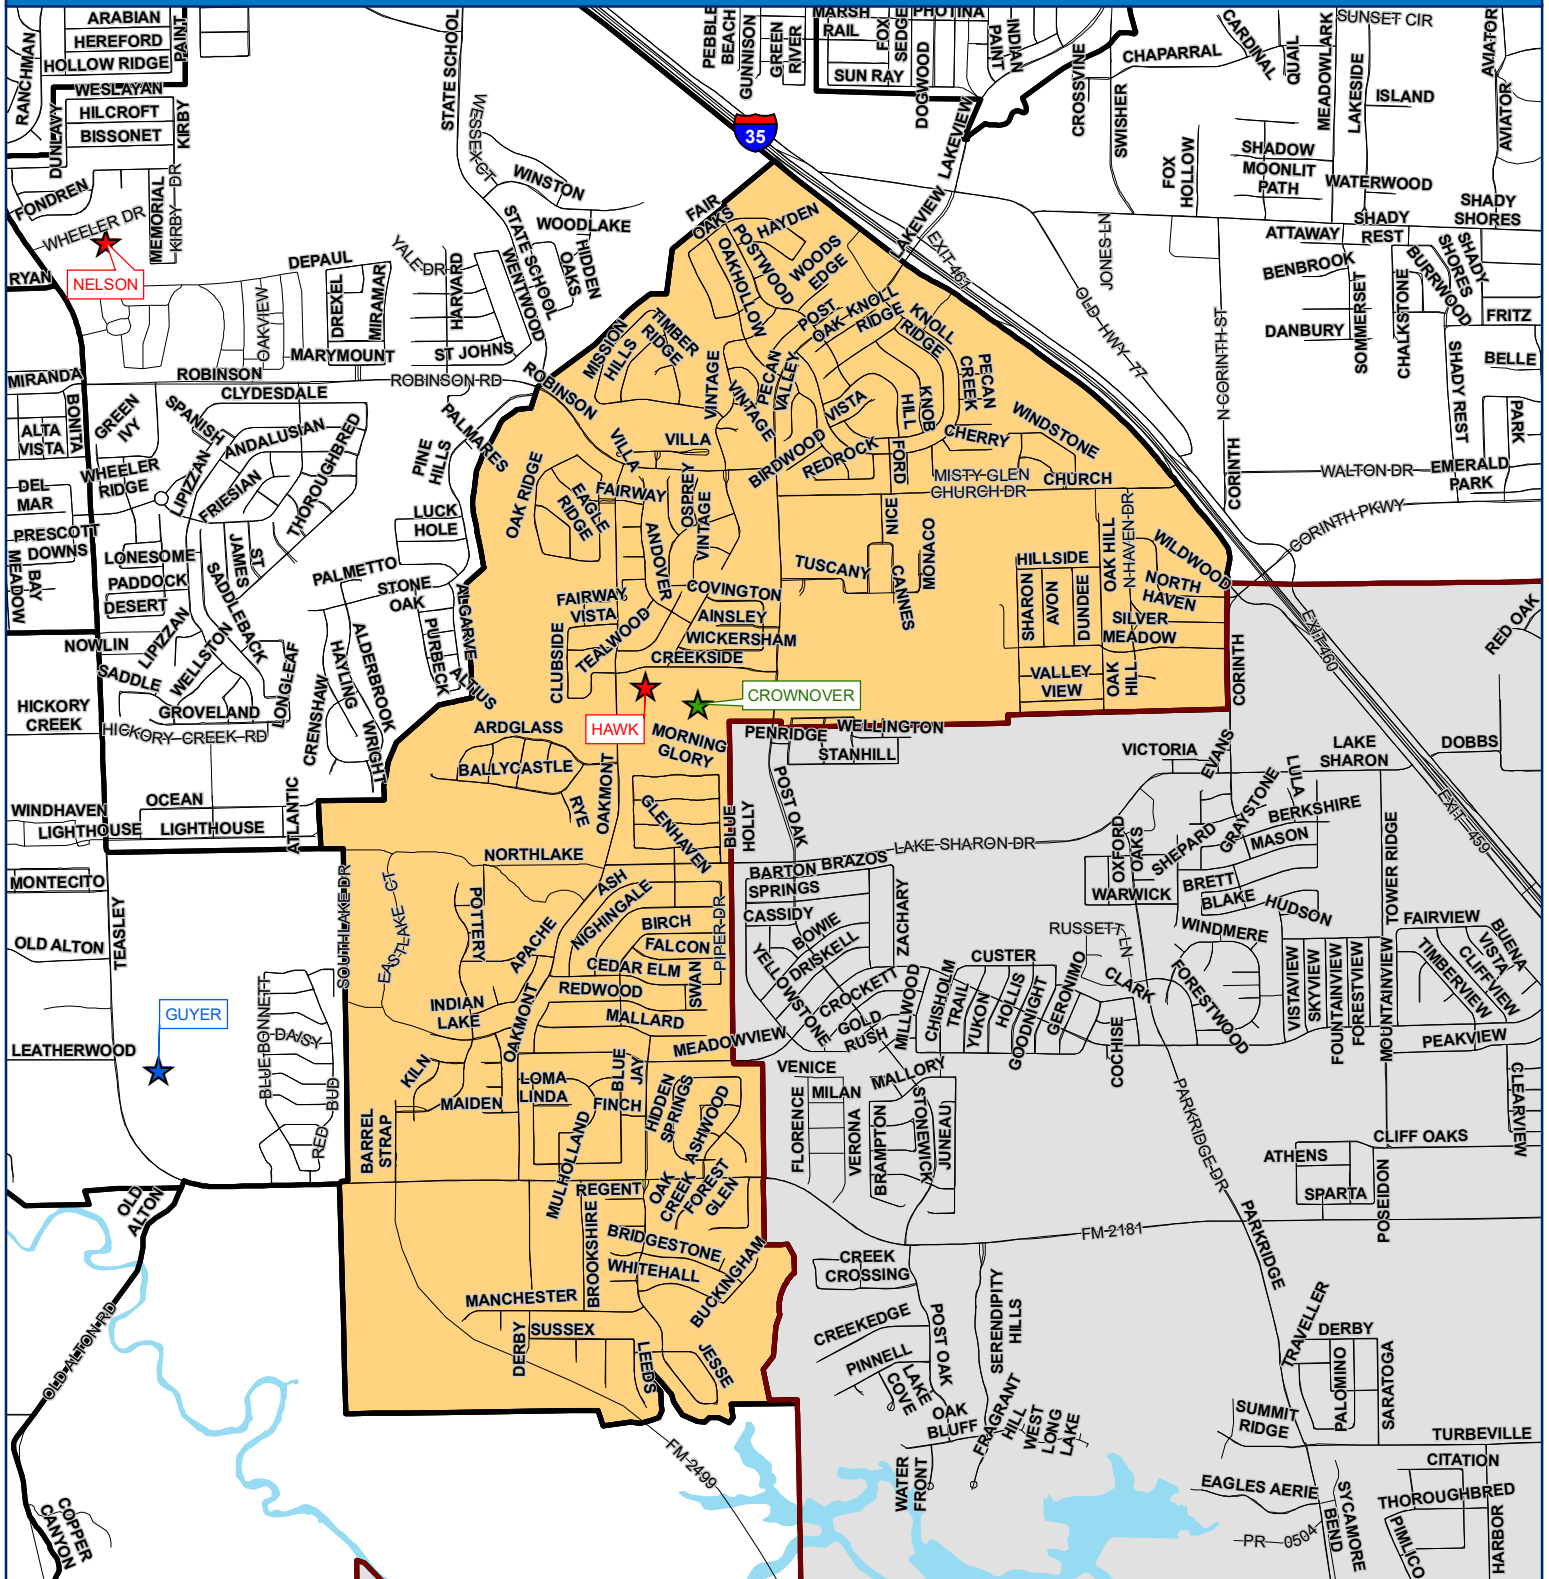 ARABIAN
HEREFORD
HOLLOW RIDGE
PAINT
RANCHMAN
WESLAYAN
HILCROFT
BISSONET
KIRBY
DUNLAVY
FONDREN
WHEELER DR
MEMORIAL
KIRBY DR
NELSON
RYAN
STATE SCHOOL
WESSEX CT
WINSTON
WOODLAKE
STATE SCHOOL
WENTWOOD
HIDDEN
OAKS
YALE DR
HARVARD
DEPAUL
DREXEL
MIRAMAR
OAKVIEW
MARYMOUNT
ST JOHNS
ROBINSON
ROBINSON RD
ROBINSON
PEBBLE
BEACH
GUNNISON
GREEN
RIVER
MARSH
RAIL
FOX
SEDGE
PHOTINA
SUN RAY
DOGWOOD
INDIAN
PAINT
35
LAKEVIEW
LAKEVIEW
CROSSVINE
CHAPARRAL
SWISHER
CARDINAL
QUAIL
SUNSET CIR
MEADOWLARK
LAKESIDE
ISLAND
AVIATOR
AVIATOR
FOX
HOLLOW
SHADOW
MOONLIT
PATH
WATERWOOD
SHADY
SHORES
SHADY
REST
ATTAWAY
BENBROOK
SOMMERSET
CHALKSTONE
BURRWOOD
SHADY
SHORES
FRITZ
DANBURY
BELLE
SHADY REST
PARK
JONES LN
EXIT 461
OLD HWY 77
N CORINTH ST
CORINTH
WALTON DR
EMERALD
PARK
CORINTH PKWY
FAIR
OAKS
HAYDEN
POSTWOOD
OAKHOLLOW
WOODS
EDGE
POST
OAK
KNOLL
RIDGE
KNOLL
RIDGE
MISSION
HILLS
TIMBER
RIDGE
VINTAGE
VINTAGE
PECAN
VALLEY
PECAN
CREEK
VISTA
KNOB
HILL
BIRDWOOD
REDROCK
FORD
CHERRY
WINDSTONE
MISTY GLEN
CHURCH DR
CHURCH
VILLA
VILLA
FAIRWAY
OAK RIDGE
EAGLE
RIDGE
OSPREY
VINTAGE
ANDOVER
NICE
MONACO
CANNES
TUSCANY
HILLSIDE
OAK HILL
N HAVEN DR
WILDWOOD
NORTH
HAVEN
SHARON
AVON
DUNDEE
SILVER
MEADOW
VALLEY
VIEW
OAK
HILL
CORINTH
COVINGTON
AINSLEY
WICKERSHAM
CREEKSIDE
FAIRWAY
VISTA
TEALWOOD
CLUBSIDE
HAWK
CROWNOVER
MIRANDA
BONITA
ALTA
VISTA
GREEN
IVY
CLYDESDALE
SPANISH
ANDALUSIAN
THOROUGHBRED
LIPIZZAN
FRIESIAN
WHEELER
RIDGE
DEL
MAR
PRESCOTT
DOWNS
BAY
MEADOW
LONESOME
PADDOCK
DESERT
ST
JAMES
SADDLEBACK
LIPIZZAN
WELLSTON
NOWLIN
SADDLE
GROVELAND
LONGLEAF
HICKORY CREEK RD
HICKORY
CREEK
PALMARES
PINE
HILLS
LUCK
HOLE
PALMETTO
STONE
OAK
PURBECK
ALGARVE
ALTIUS
ALDERBROOK
HAYLING
CRENSHAW
WRIGHT
WINDHAVEN
LIGHTHOUSE
OCEAN
LIGHTHOUSE
ATLANTIC
MONTECITO
OLD ALTON
TEASLEY
LEATHERWOOD
GUYER
BLUEBONNETT
DAISY
RED BUD
SOUTHLAKE DR
EASTLAKE CT
ARDGLASS
BALLYCASTLE
RYE
OAKMONT
MORNING
GLORY
GLENHAVEN
BLUE
HOLLY
NORTHLAKE
ASH
NIGHINGALE
BIRCH
FALCON
PIPER DR
SWAN
POTTERY
APACHE
CEDAR ELM
REDWOOD
MALLARD
INDIAN
LAKE
OAKMONT
MEADOWVIEW
KILN
MAIDEN
LOMA
LINDA
BLUE
JAY
FINCH
HIDDEN
SPRINGS
ASHWOOD
BARREL
STRAP
MULHOLLAND
REGENT
OAK
CREEK
FOREST
GLEN
BROOKSHIRE
BRIDGESTONE
WHITEHALL
BUCKINGHAM
MANCHESTER
SUSSEX
DERBY
LEEDS
JESSE
FM 2499
OLD
ALTON
OLD ALTON RD
COPPER
CANYON
PENRIDGE
WELLINGTON
STANHILL
POST OAK
LAKE SHARON DR
BARTON
SPRINGS
BRAZOS
CASSIDY
BOWIE
DRISKELL
YELLOWSTONE
CROCKETT
ZACHARY
GOLD
RUSH
MILLWOOD
CHISHOLM
TRAIL
YUKON
HOLLIS
GOODNIGHT
GERONIMO
CUSTER
RUSSETT LN
CLARK
COCHISE
FORESTWOOD
WINDMERE
VICTORIA
EVANS
OXFORD
OAKS
WARWICK
SHEPARD
GRAYSTONE
LULA
BERKSHIRE
MASON
BRETT
BLAKE
HUDSON
LAKE
SHARON
DOBBS
RED OAK
EXIT 460
EXIT 459
TOWER RIDGE
FAIRVIEW
BUENA
VISTA
CLIFFVIEW
TIMBERVIEW
VISTAVIEW
SKYVIEW
FOUNTAINVIEW
FORESTVIEW
MOUNTAINVIEW
PEAKVIEW
CLEARVIEW
VENICE
MILAN
FLORENCE
VERONA
BRAMPTON
MALLORY
STONEWICK
JUNEAU
PARKRIDGE DR
PARKRIDGE
CLIFF OAKS
ATHENS
SPARTA
POSEIDON
FM 2181
CREEK
CROSSING
CREEKEDGE
PINNELL
LAKE
COVE
POST OAK
OAK
BLUFF
SERENDIPITY
HILLS
FRAGRANT
HILL
WEST
LONG
LAKE
WATER
FRONT
TRAVELLER
DERBY
PALOMINO
SARATOGA
SUMMIT
RIDGE
TURBEVILLE
CITATION
THOROUGHBRED
EAGLES AERIE
PR 0504
SYCAMORE
BEND
PIMLICO
HARBOR